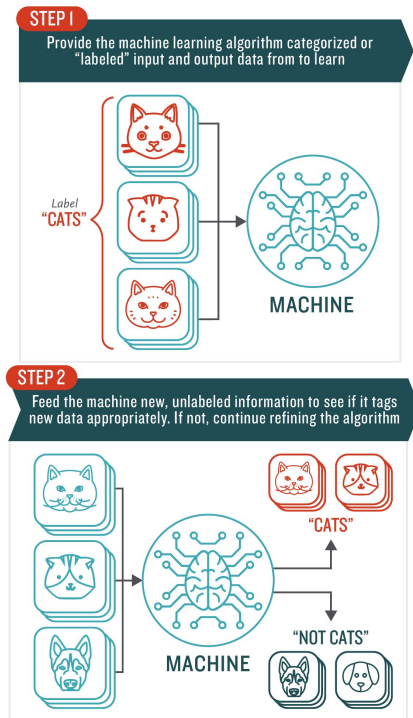 STEP I
Provide the machine learning algorithm categorized or
"labeled" input and output data from to learn
Label
"CATS"
MACHINE
STEP 2
Feed the machine new, unlabeled information to see if it tags
new data appropriately. If not, continue refining the algorithm
"CATS"
"NOT CATS"
MACHINE